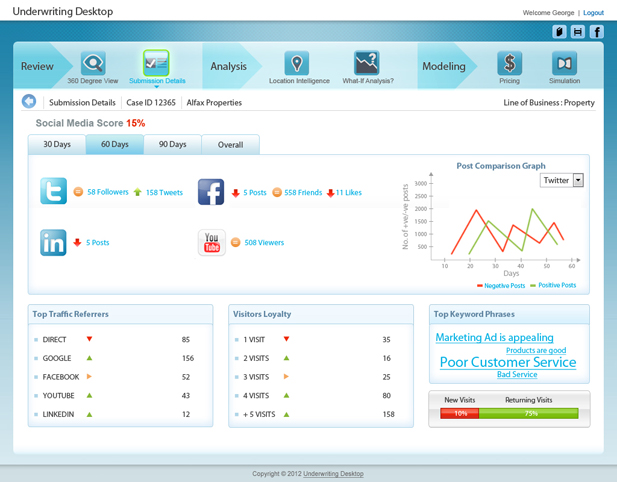 Underwriting Desktop
Welcome George | Logout
Review
360 Degree View
Submission Details
Analysis
Location Intelligence
What-If Analysis?
Modeling
Pricing
Simulation
Submission Details | Case ID 12365 | Alfax Properties
Line of Business : Property
Social Media Score 15%
30 Days
60 Days
90 Days
Overall
58 Followers
158 Tweets
5 Posts
558 Friends
11 Likes
in
5 Posts
You Tube
508 Viewers
Post Comparison Graph
Twitter
No. of +ve/-ve posts
3000
2500
2000
1500
1000
500
10 30 40 50 60
Days
Negetive Posts
Positive Posts
Top Traffic Referrers
DIRECT 85
GOOGLE 156
FACEBOOK 52
YOUTUBE 43
LINKEDIN 12
Visitors Loyalty
1 VISIT 35
2 VISITS 16
3 VISITS 25
4 VISITS 80
+ 5 VISITS 158
Top Keyword Phrases
Marketing Ad is appealing
Products are good
Poor Customer Service
Bad Service
New Visits
Returning Visits
10%
75%
Copyright © 2012 Underwriting Desktop